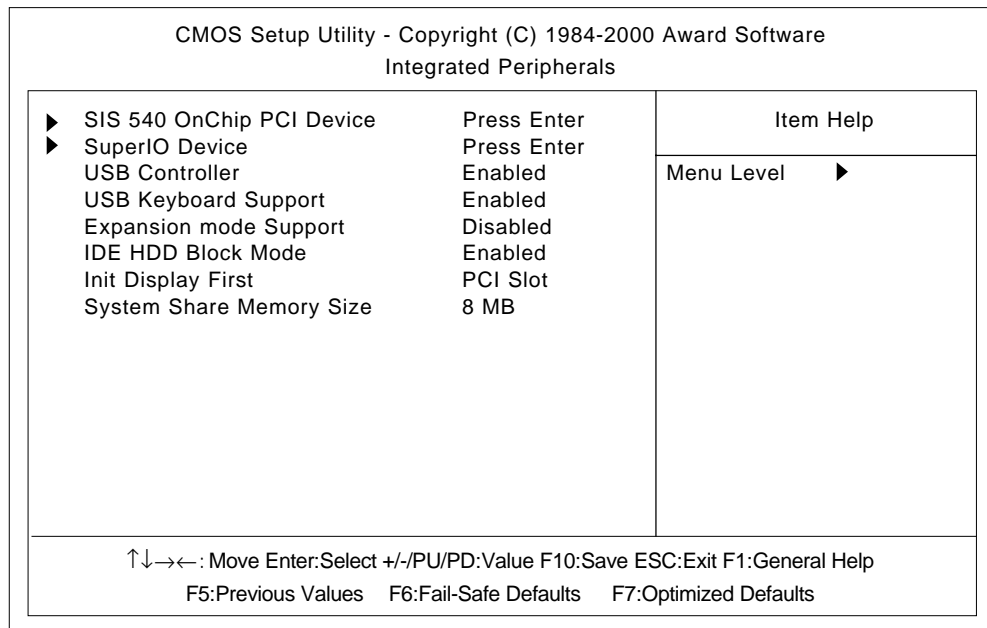 CMOS Setup Utility - Copyright (C) 1984-2000 Award Software
Integrated Peripherals
SIS 540 OnChip PCI Device Press Enter
SuperIO Device Press Enter
USB Controller Enabled
USB Keyboard Support Enabled
Expansion mode Support Disabled
IDE HDD Block Mode Enabled
Init Display First PCI Slot
System Share Memory Size 8 MB
Item Help
Menu Level
↑↓→←: Move Enter:Select +/-/PU/PD:Value F10:Save ESC:Exit F1:General Help
F5:Previous Values F6:Fail-Safe Defaults F7:Optimized Defaults